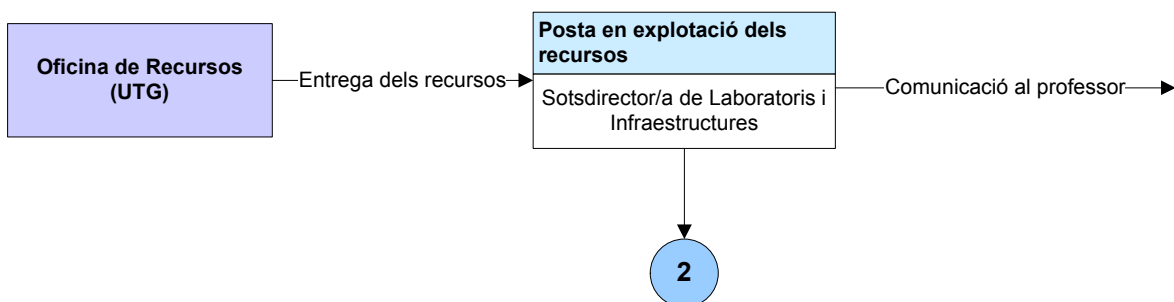 Oficina de Recursos
(UTG)
Entrega dels recursos
Posta en explotació dels
recursos
Sotsdirector/a de Laboratoris i
Infraestructures
Comunicació al professor
2